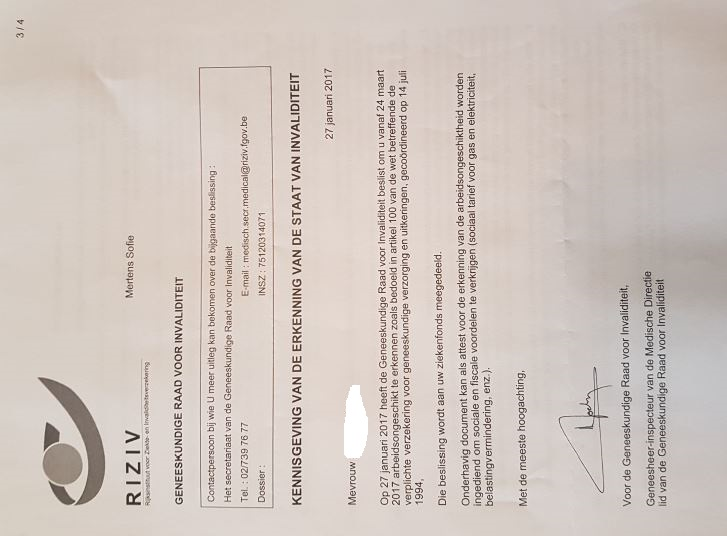 3 / 4
RIZIV
Rijksinstituut voor Ziekte- en Invaliditeitsverzekering
Mertens Sofie
GENEESKUNDIGE RAAD VOOR INVALIDITEIT
Contactpersoon bij wie U meer uitleg kan bekomen over de bijgaande beslissing :
Het secretariaat van de Geneeskundige Raad voor Invaliditeit
Tel. : 02/739 76 77 E-mail : medisch.secr.medical@riziv.fgov.be
Dossier : INSZ : 75120314071
KENNISGEVING VAN DE ERKENNING VAN DE STAAT VAN INVALIDITEIT
27 januari 2017
Mevrouw
Op 27 januari 2017 heeft de Geneeskundige Raad voor Invaliditeit beslist om u vanaf 24 maart
2017 arbeidsongeschikt te erkennen zoals bedoeld in artikel 100 van de wet betreffende de
verplichte verzekering voor geneeskundige verzorging en uitkeringen, gecoördineerd op 14 juli
1994,
Die beslissing wordt aan uw ziekenfonds meegedeeld.
Onderhavig document kan als attest voor de erkenning van de arbeidsongeschiktheid worden
ingediend om sociale en fiscale voordelen te verkrijgen (sociaal tarief voor gas en elektriciteit,
belastingvermindering, enz.).
Met de meeste hoogachting,
Voor de Geneeskundige Raad voor Invaliditeit,
Geneesheer-inspecteur van de Medische Directie
lid van de Geneeskundige Raad voor Invaliditeit